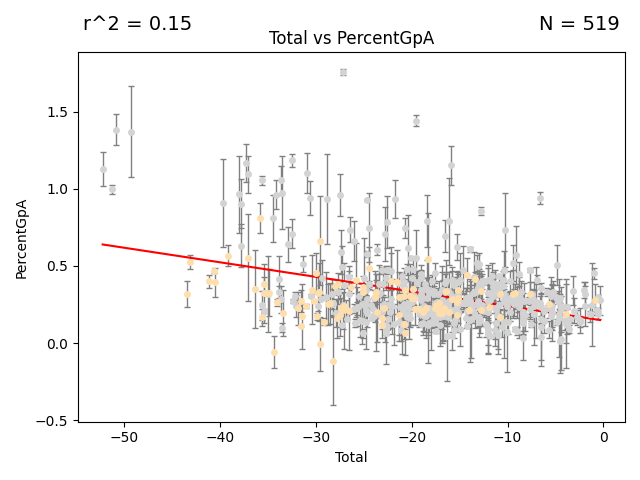 r^2 = 0.15
N = 519
Total vs PercentGpA
PercentGpA
1.5
1.0
0.5
0.0
−0.5
−50
−40
−30
−20
−10
0
Total